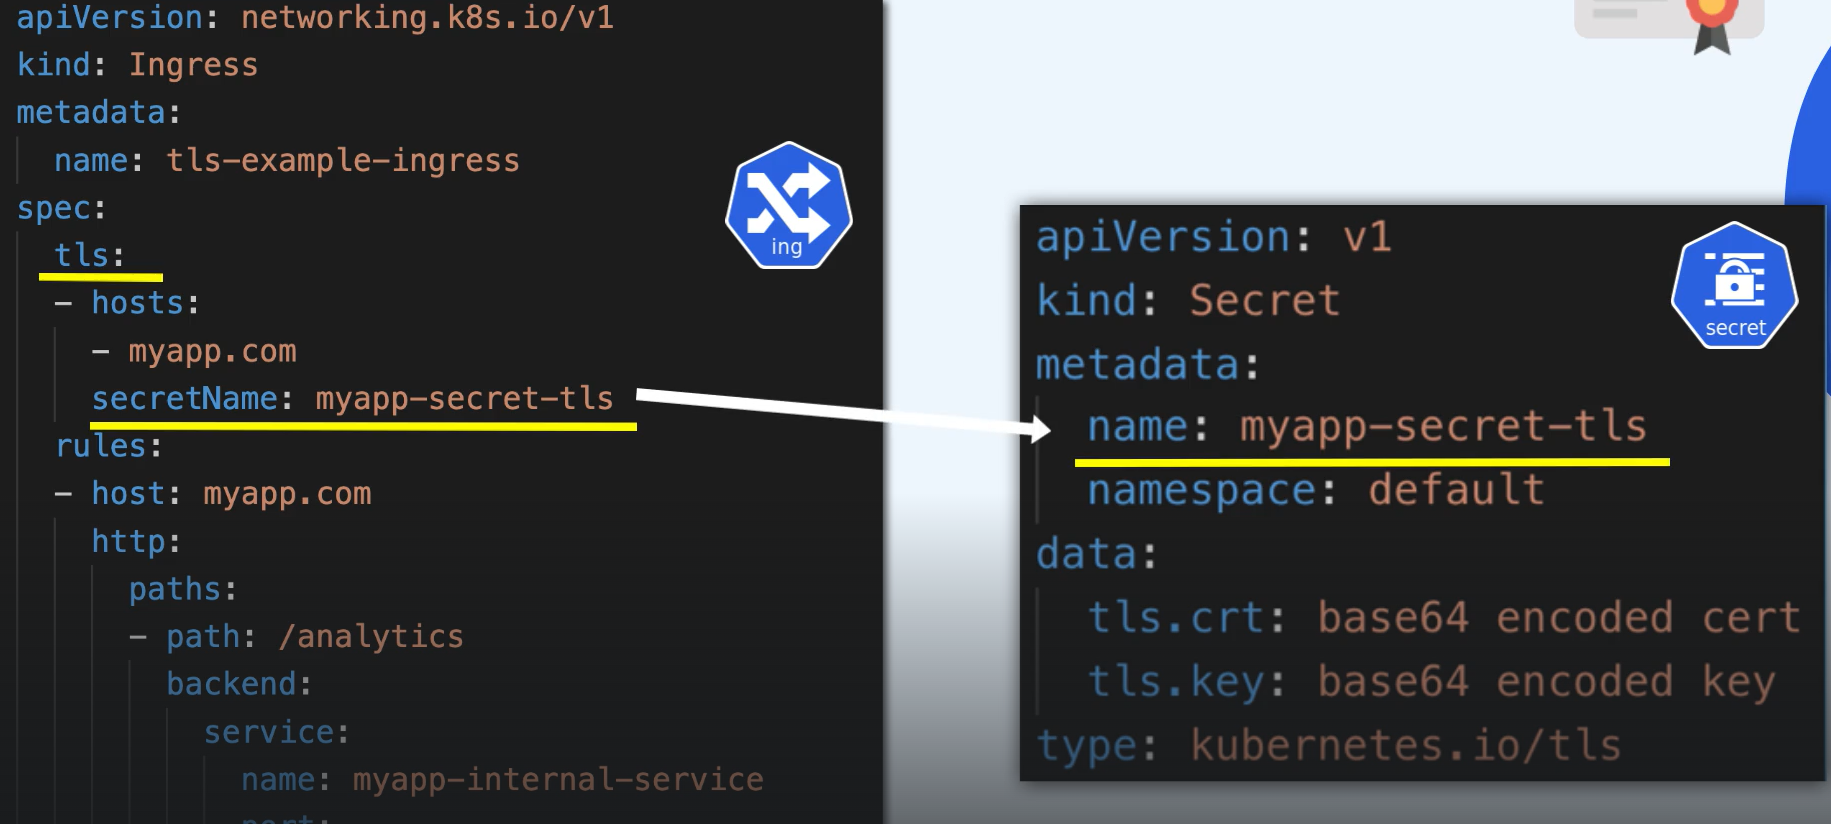 apiVersion: networking.k8s.io/v1
kind: Ingress
metadata:
  name: tls-example-ingress
spec:
  tls:
  - hosts:
    - myapp.com
    secretName: myapp-secret-tls
  rules:
  - host: myapp.com
    http:
      paths:
      - path: /analytics
        backend:
          service:
            name: myapp-internal-service
            port:
ing
apiVersion: v1
kind: Secret
metadata:
  name: myapp-secret-tls
  namespace: default
data:
  tls.crt: base64 encoded cert
  tls.key: base64 encoded key
type: kubernetes.io/tls
secret